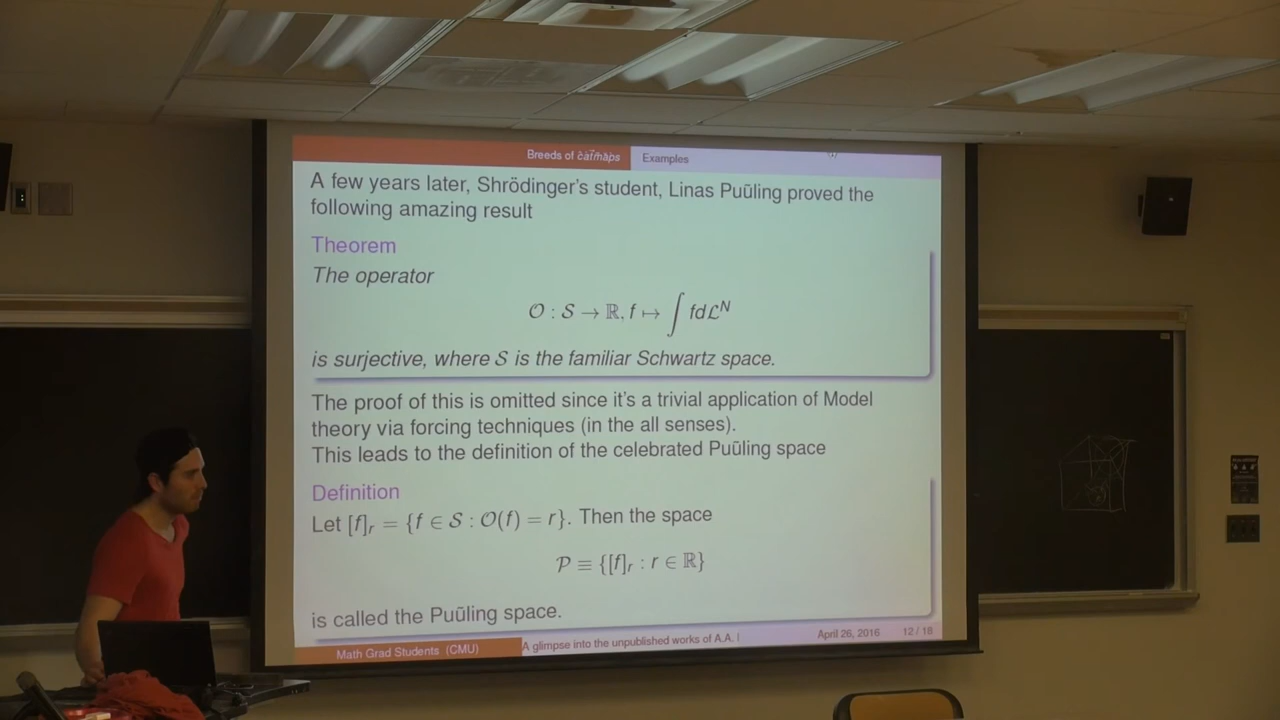 Breeds of c̃àt̄m̃āps Examples
A few years later, Shrödinger's student, Linas Puūling proved the
following amazing result
Theorem
The operator
𝒪 : 𝒮 → ℝ, f ↦ ∫ fdℒᴺ
is surjective, where 𝒮 is the familiar Schwartz space.
The proof of this is omitted since it's a trivial application of Model
theory via forcing techniques (in the all senses).
This leads to the definition of the celebrated Puūling space
Definition
Let [f]ᵣ = {f ∈ 𝒮 : 𝒪(f) = r}. Then the space
𝒫 ≡ {[f]ᵣ : r ∈ ℝ}
is called the Puūling space.
Math Grad Students (CMU) A glimpse into the unpublished works of A.A. April 26, 2016 12 / 18